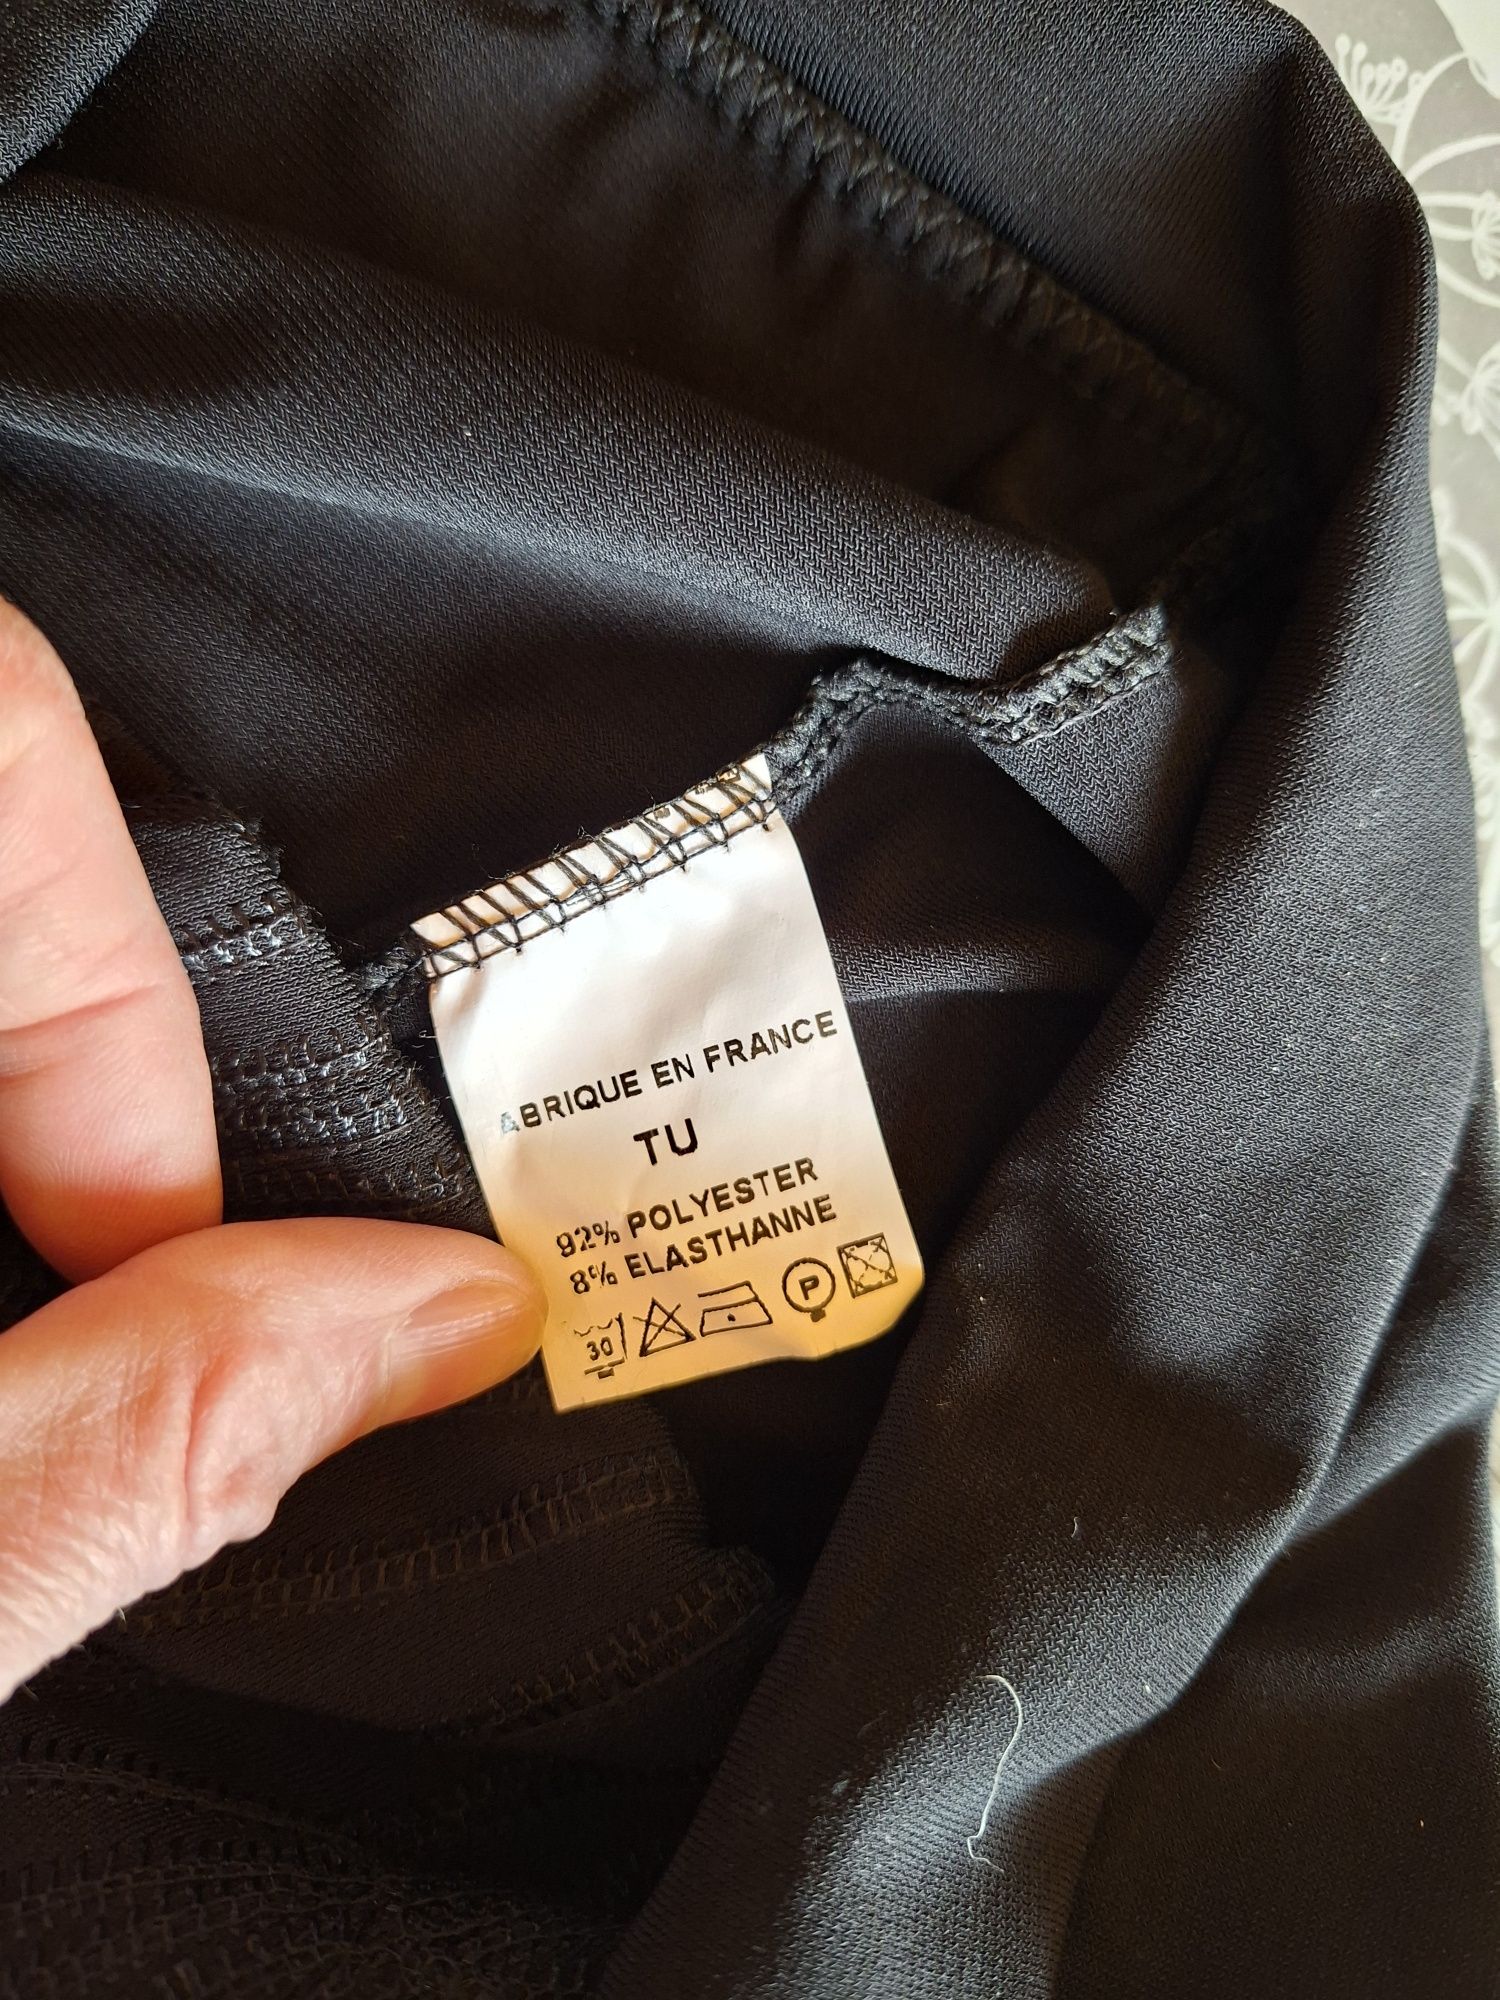 ABRIQUE EN FRANCE
TU
92% POLYESTER
8% ELASTHANNE
30 P